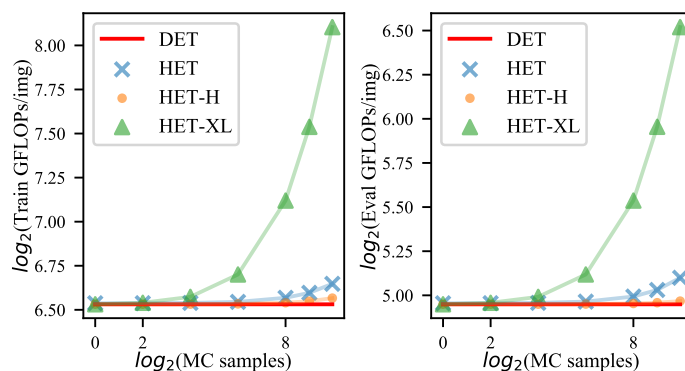 log₂(Train GFLOPs/img)
8.00
7.75
7.50
7.25
7.00
6.75
6.50
DET
HET
HET-H
HET-XL
0
2
8
log₂(MC samples)
log₂(Eval GFLOPs/img)
6.50
6.25
6.00
5.75
5.50
5.25
5.00
DET
HET
HET-H
HET-XL
0
2
8
log₂(MC samples)